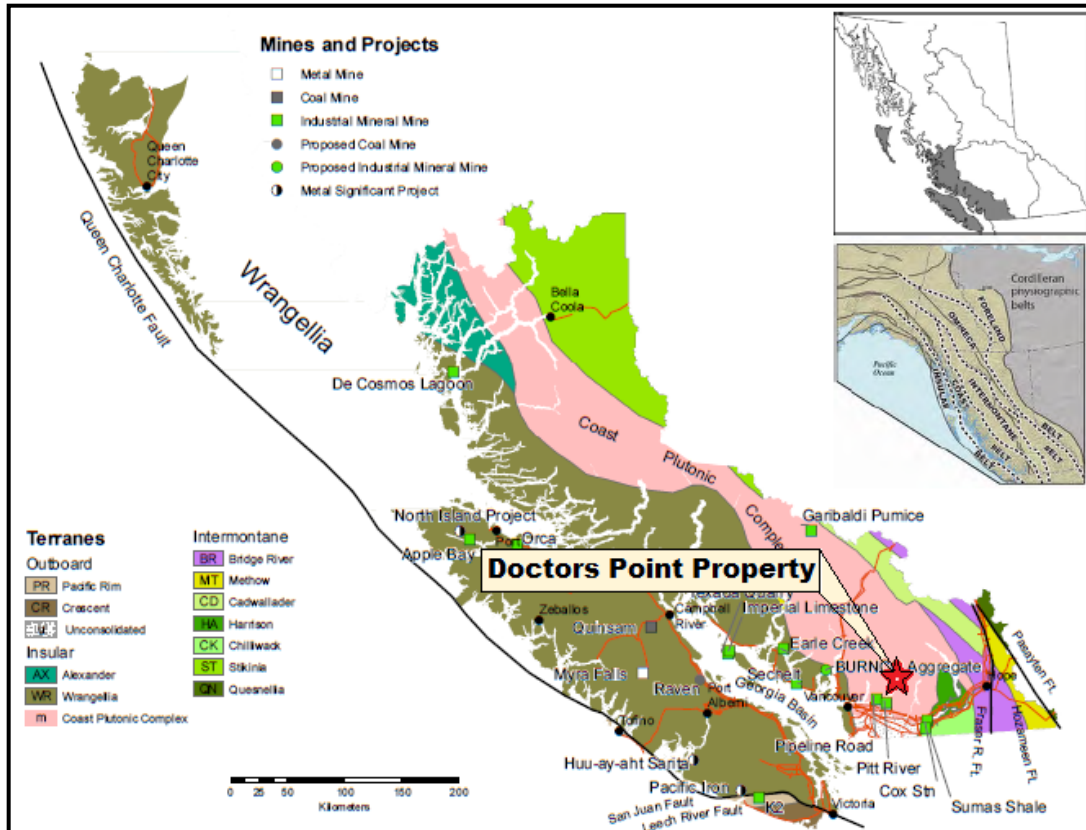 Mines and Projects
Metal Mine
Coal Mine
Industrial Mineral Mine
Proposed Coal Mine
Proposed Industrial Mineral Mine
Metal Significant Project
Queen
Charlotte
City
Queen Charlotte Fault
Wrangellia
Bella
Coola
De Cosmos Lagoon
Coast
Plutonic
Comple
Cordilleran
physiographic
belts
Pacific
Ocean
FORELAND
BELT
OMINECA
BELT
INTERMONTANE
BELT
COAST
BELT
INSULAR
BELT
Garibaldi Pumice
North Island Project
Port
Orca
Apple Bay
Doctors Point Property
Texada Quarry
Imperial Limestone
Zeballos
Campbell
River
Quinsam
Earle Creek
BURNCO Aggregate
Myra Falls
Sechelt
Raven
Georgia Basin
Port
Alberni
Vancouver
Hope
Pasayten Ft.
Hozameen Ft.
Fraser R. Ft.
Tofino
Pipeline Road
Huu-ay-aht Sarita
Pitt River
Pacific Iron
Cox Stn
K2
Sumas Shale
San Juan Fault
Leech River Fault
Victoria
Terranes
Outboard
PR Pacific Rim
CR Crescent
Unconsolidated
Insular
AX Alexander
WR Wrangellia
m Coast Plutonic Complex
Intermontane
BR Bridge River
MT Methow
CD Cadwallader
HA Harrison
CK Chilliwack
ST Stikinia
QN Quesnellia
0 25 50 100 150 200
Kilometers